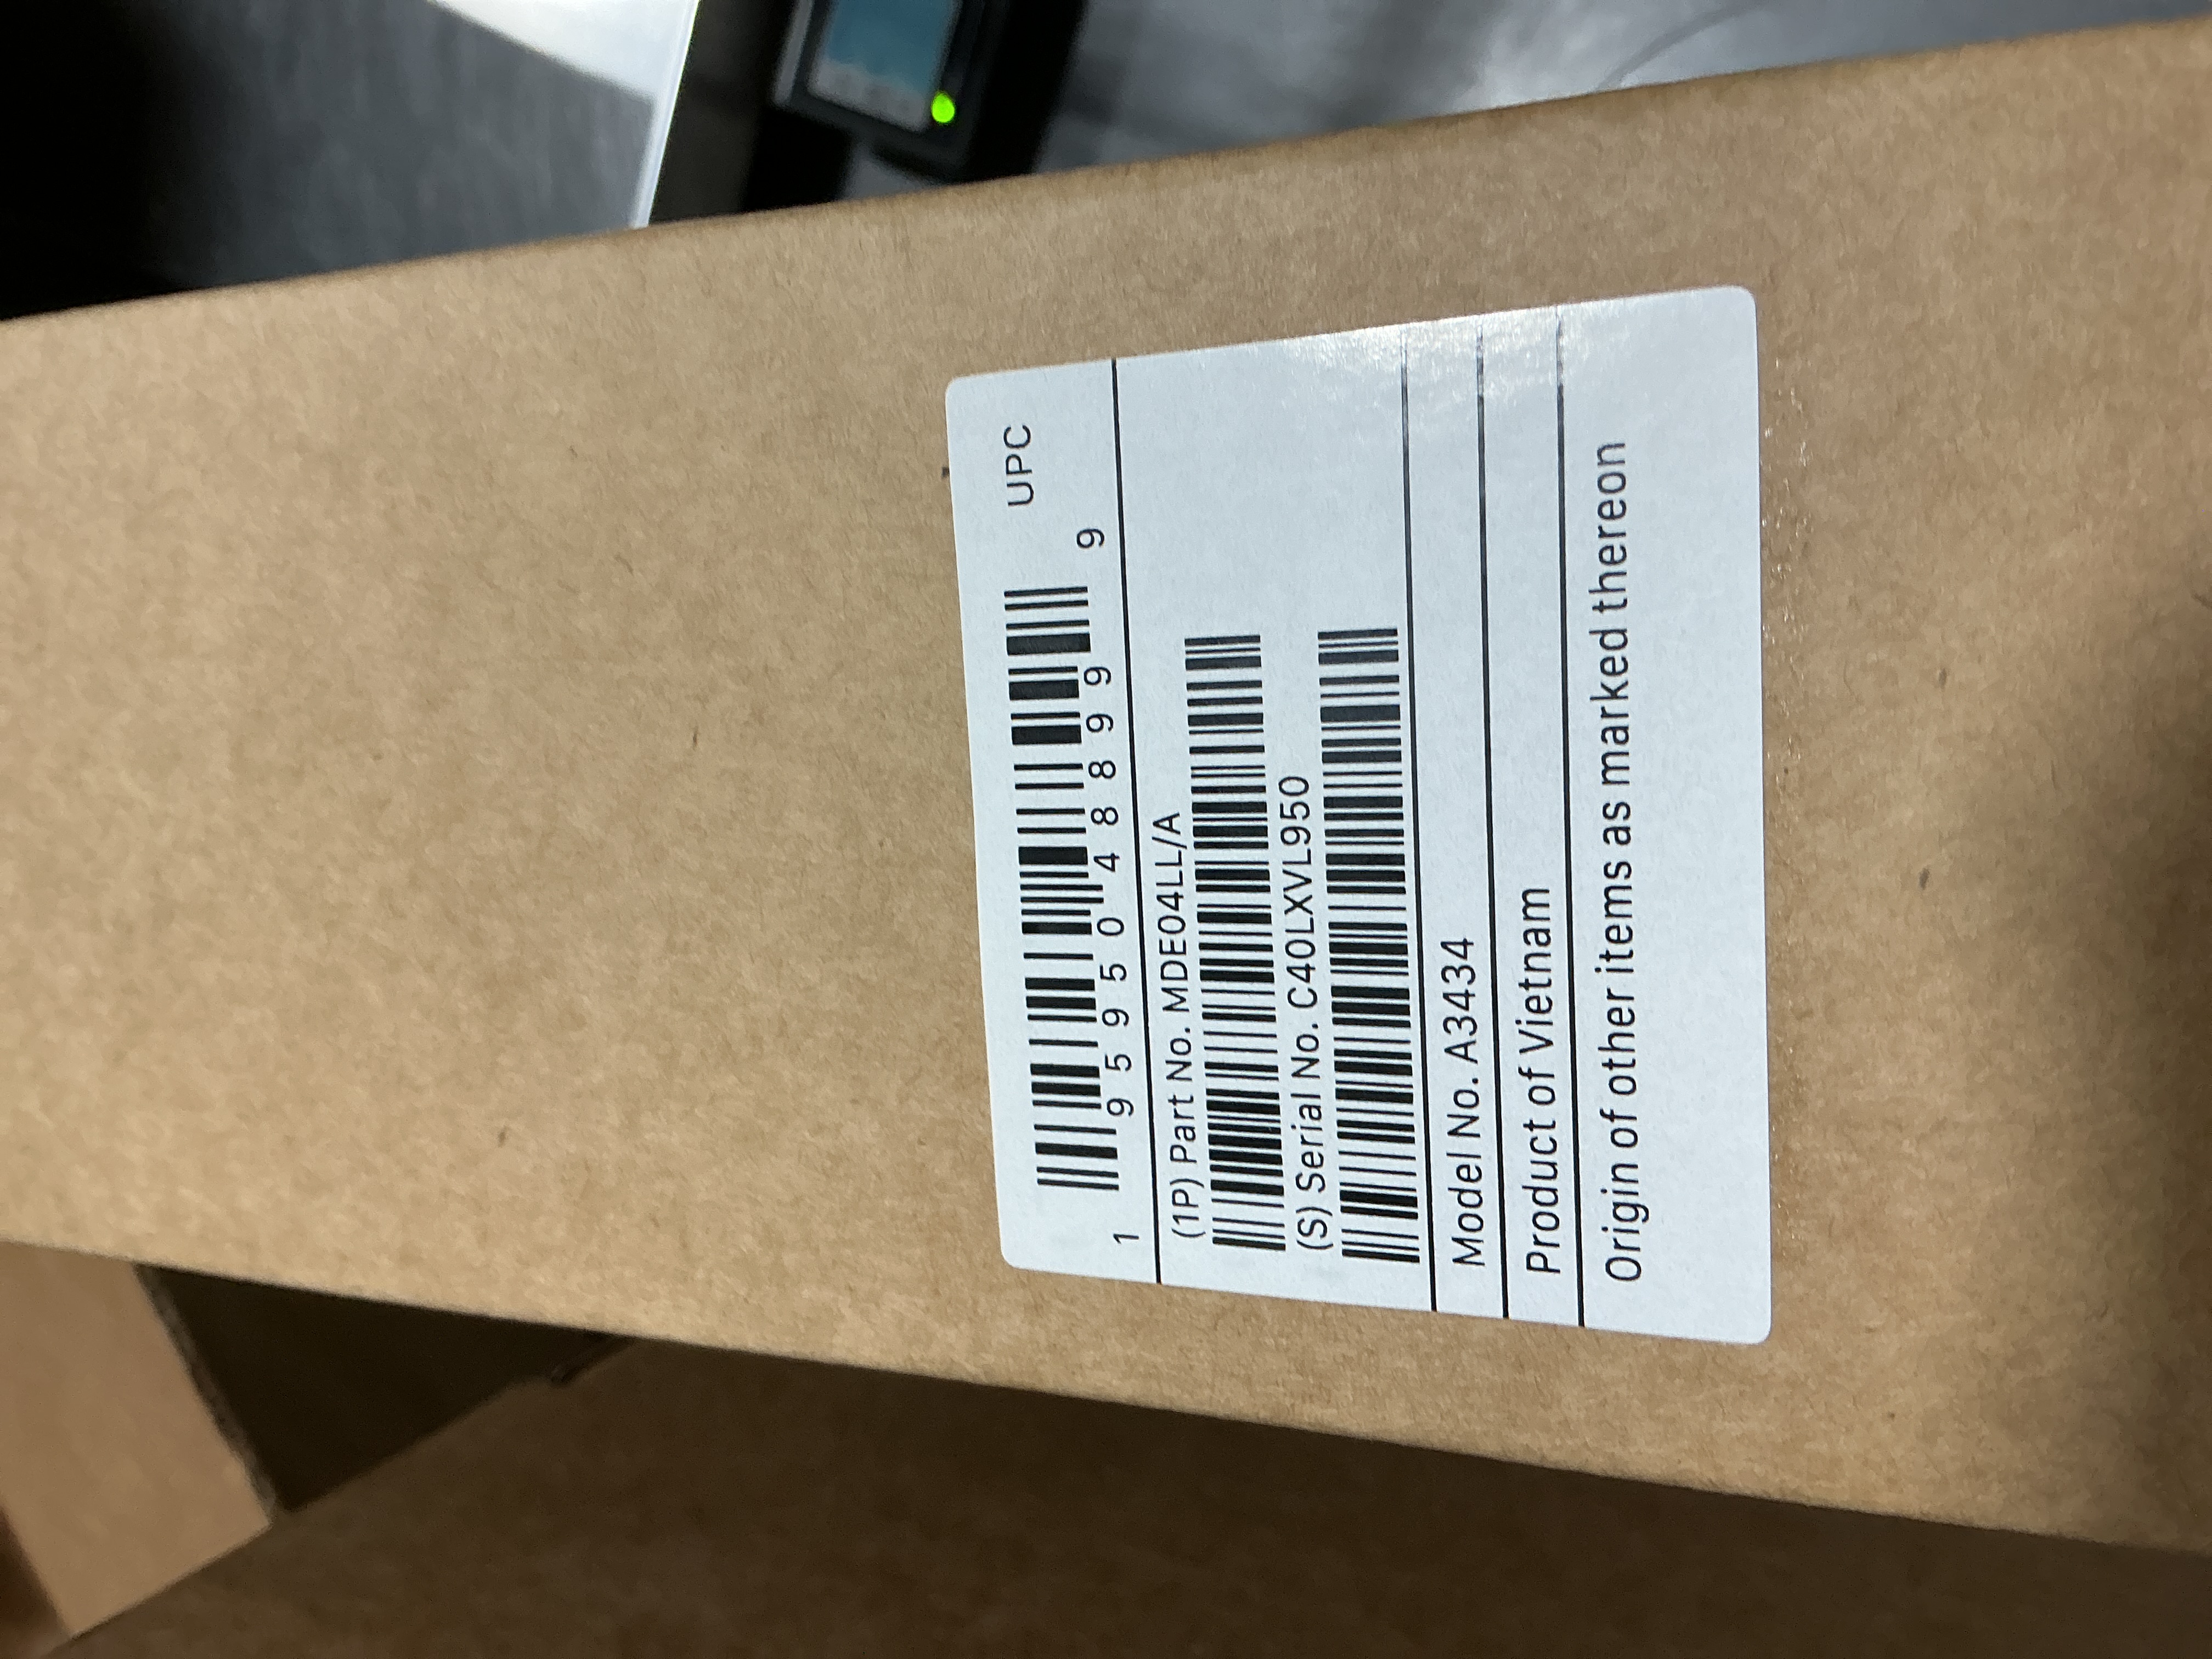 UPC
1 95950 48899 9
(1P) Part No. MDE04LL/A
(S) Serial No. C40LXVL950
Model No. A3434
Product of Vietnam
Origin of other items as marked thereon